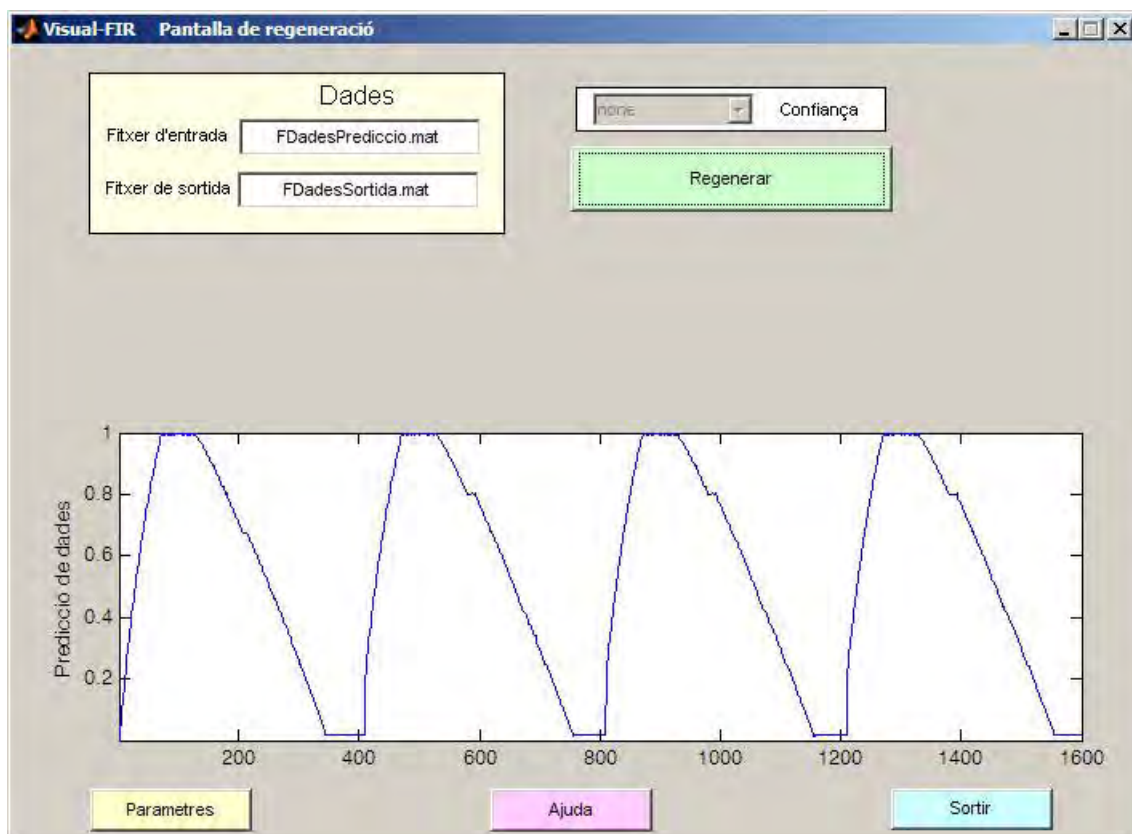 Visual-FIR Pantalla de regeneració
Dades
Fitxer d'entrada FDadesPrediccio.mat
Fitxer de sortida FDadesSortida.mat
none Confiança
Regenerar
Prediccio de dades
1
0.8
0.6
0.4
0.2
200 400 600 800 1000 1200 1400 1600
Parametres Ajuda Sortir